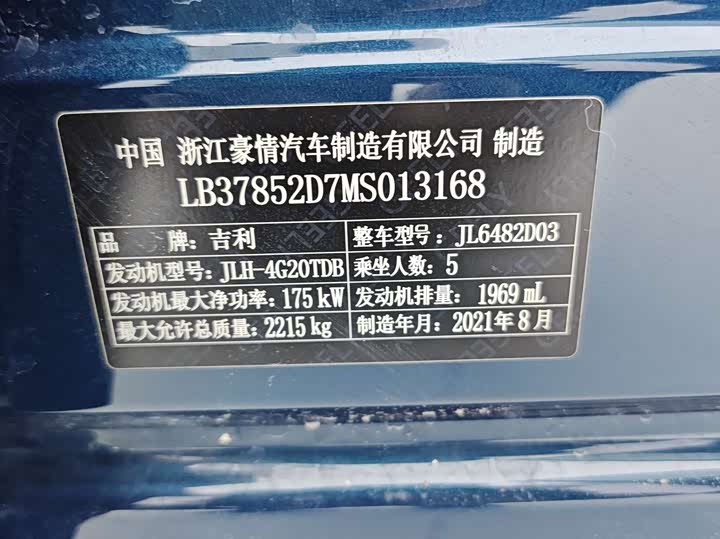 中国 浙江豪情汽车制造有限公司 制造
LB37852D7MS013168
品 牌:吉利 整车型号:JL6482D03
发动机型号:JLH-4G20TDB 乘坐人数:5
发动机最大净功率:175 kW 发动机排量:1969 mL
最大允许总质量:2215 kg 制造年月:2021年8月